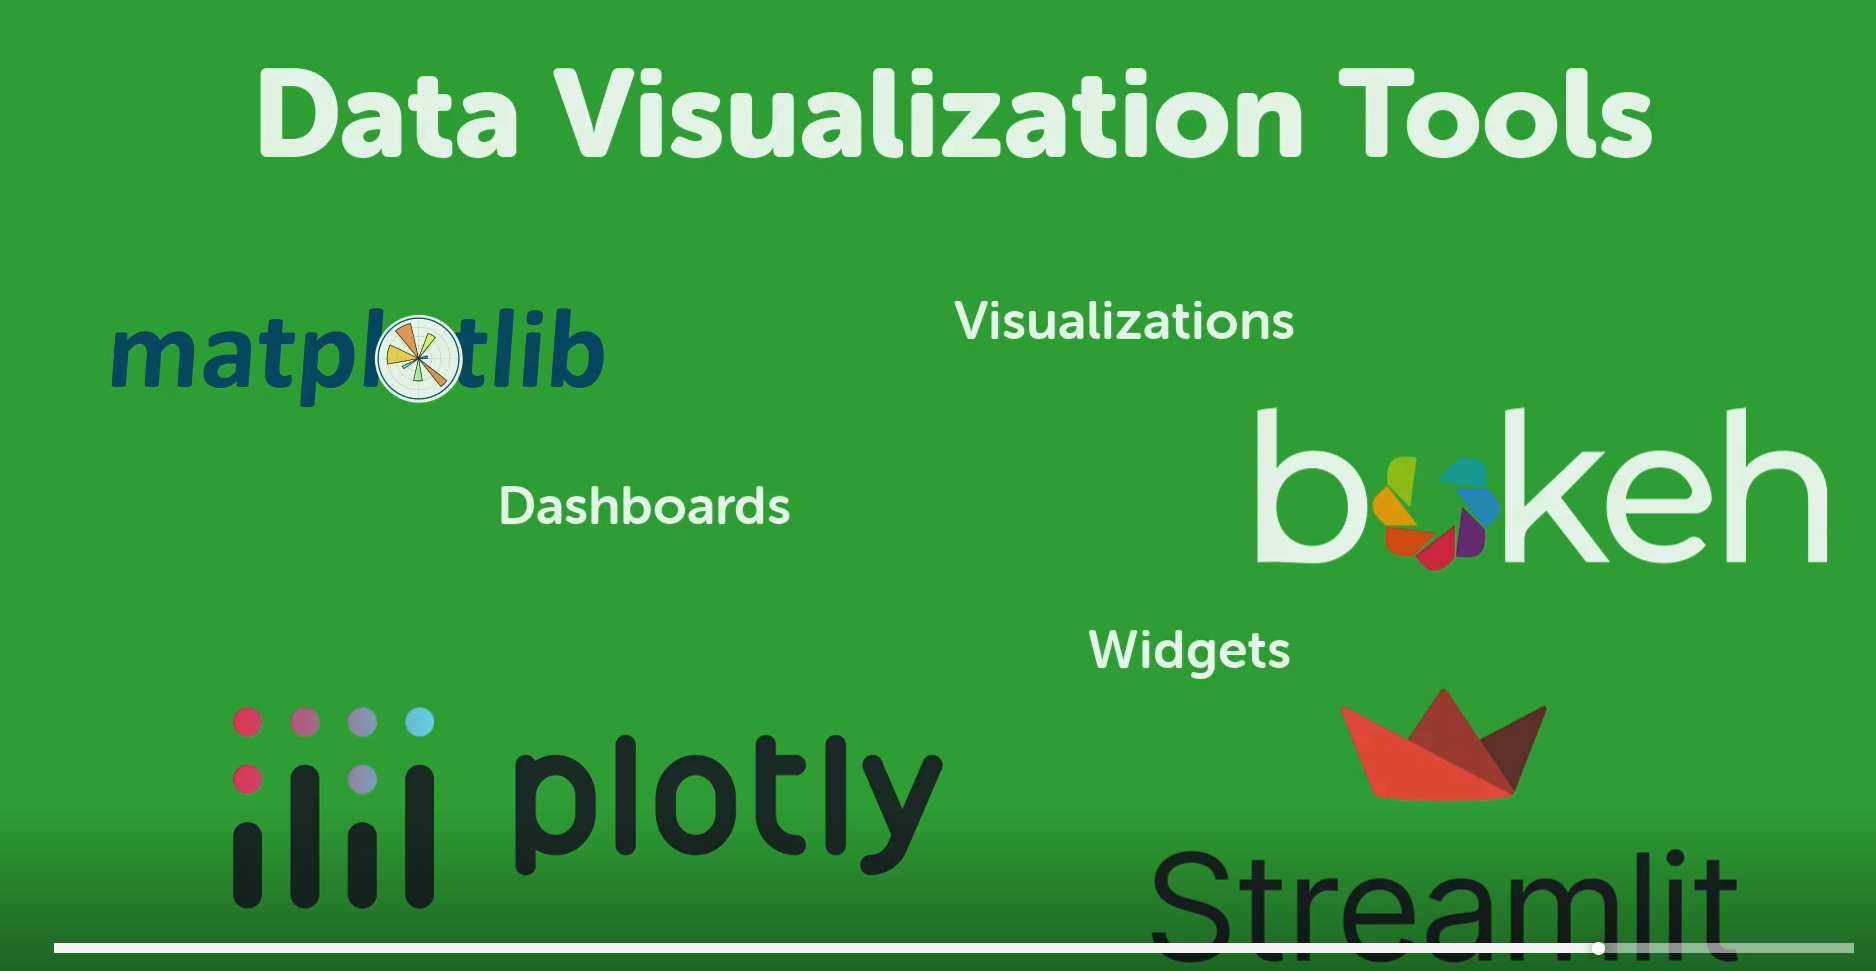 Data Visualization Tools
matplotlib
Visualizations
bokeh
Dashboards
Widgets
plotly
Streamlit